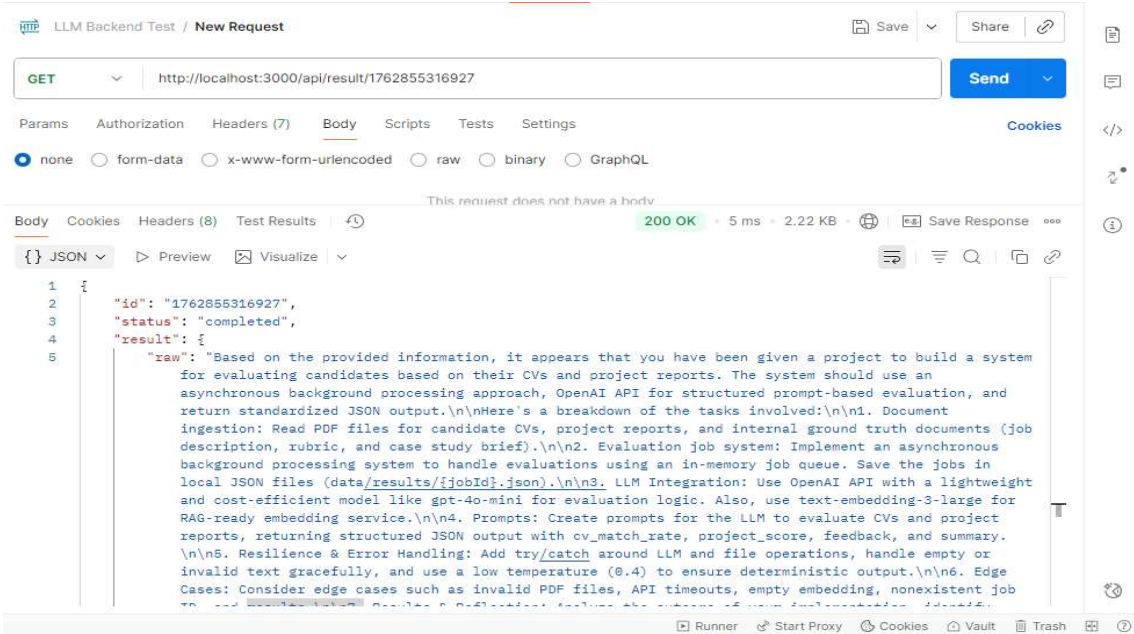 HTTP LLM Backend Test / New Request Save Share
GET http://localhost:3000/api/result/1762855316927 Send
Params Authorization Headers (7) Body Scripts Tests Settings Cookies
none form-data x-www-form-urlencoded raw binary GraphQL
This request does not have a body
Body Cookies Headers (8) Test Results 200 OK 5 ms 2.22 KB e.g. Save Response
{} JSON Preview Visualize
1 {
2 "id": "1762855316927",
3 "status": "completed",
4 "result": {
5 "raw": "Based on the provided information, it appears that you have been given a project to build a system
for evaluating candidates based on their CVs and project reports. The system should use an
asynchronous background processing approach, OpenAI API for structured prompt-based evaluation, and
return standardized JSON output.\n\nHere's a breakdown of the tasks involved:\n\n1. Document
ingestion: Read PDF files for candidate CVs, project reports, and internal ground truth documents (job
description, rubric, and case study brief).\n\n2. Evaluation job system: Implement an asynchronous
background processing system to handle evaluations using an in-memory job queue. Save the jobs in
local JSON files (data/results/{jobId}.json).\n\n3. LLM Integration: Use OpenAI API with a lightweight
and cost-efficient model like gpt-4o-mini for evaluation logic. Also, use text-embedding-3-large for
RAG-ready embedding service.\n\n4. Prompts: Create prompts for the LLM to evaluate CVs and project
reports, returning structured JSON output with cv_match_rate, project_score, feedback, and summary.
\n\n5. Resilience & Error Handling: Add try/catch around LLM and file operations, handle empty or
invalid text gracefully, and use a low temperature (0.4) to ensure deterministic output.\n\n6. Edge
Cases: Consider edge cases such as invalid PDF files, API timeouts, empty embedding, nonexistent job
ID, and results.\n\n7. Results & Reflection: Analyze the outcome of your implementation, identify
Runner Start Proxy Cookies Vault Trash